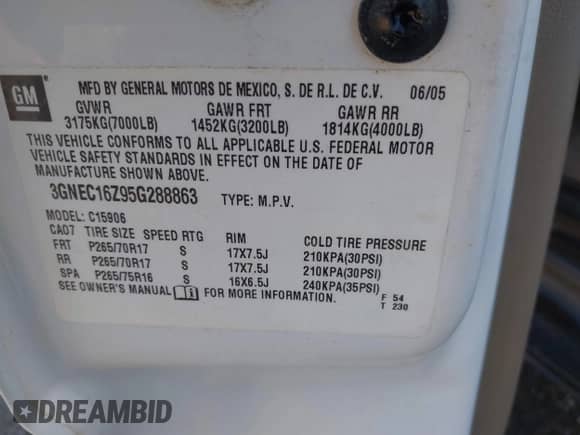 GM
MFD BY GENERAL MOTORS DE MEXICO, S. DE R.L. DE C.V. 06/05
GVWR GAWR FRT GAWR RR
3175KG(7000LB) 1452KG(3200LB) 1814KG(4000LB)
THIS VEHICLE CONFORMS TO ALL APPLICABLE U.S. FEDERAL MOTOR
VEHICLE SAFETY STANDARDS IN EFFECT ON THE DATE OF
MANUFACTURE SHOWN ABOVE.
3GNEC16Z95G288863 TYPE: M.P.V.
MODEL: C15906
CA07 TIRE SIZE SPEED RTG RIM COLD TIRE PRESSURE
FRT P265/70R17 S 17X7.5J 210KPA(30PSI)
RR P265/70R17 S 17X7.5J 210KPA(30PSI)
SPA P265/75R16 S 16X6.5J 240KPA(35PSI)
SEE OWNER'S MANUAL FOR MORE INFORMATION. F 54
T 230
DREAMBID